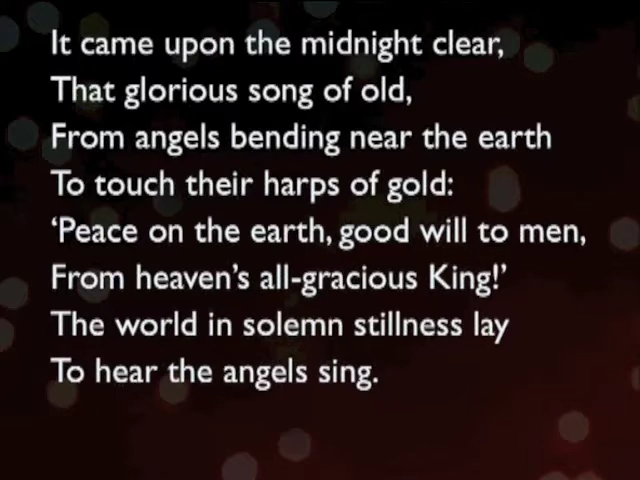 It came upon the midnight clear,
That glorious song of old,
From angels bending near the earth
To touch their harps of gold:
‘Peace on the earth, good will to men,
From heaven’s all-gracious King!’
The world in solemn stillness lay
To hear the angels sing.